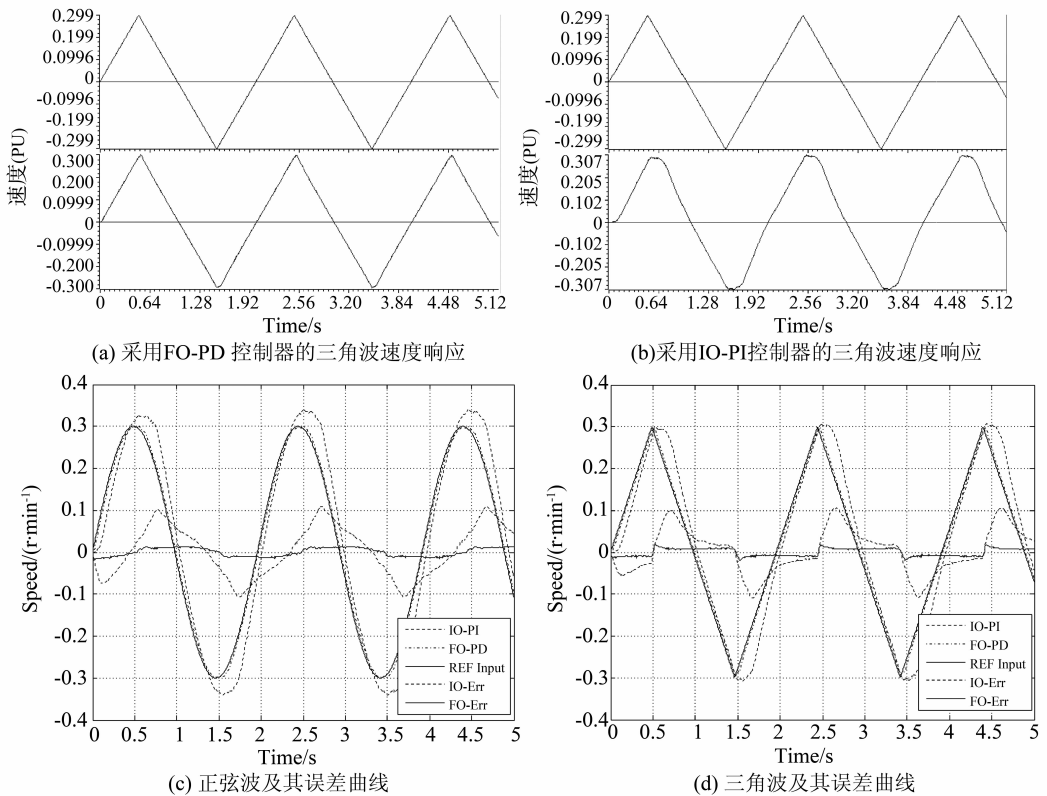 0.299
0.199
0.0996
0
-0.0996
-0.199
-0.299
0.300
0.200
0.0999
0
-0.0999
-0.200
-0.300
速度(PU)
0 0.64 1.28 1.92 2.56 3.20 3.84 4.48 5.12
Time/s
(a) 采用FO-PD 控制器的三角波速度响应
0.299
0.199
0.0996
0
-0.0996
-0.199
-0.299
0.307
0.205
0.102
0
-0.102
-0.205
-0.307
速度(PU)
0 0.64 1.28 1.92 2.56 3.20 3.84 4.48 5.12
Time/s
(b)采用IO-PI控制器的三角波速度响应
0.4
0.3
0.2
0.1
0
-0.1
-0.2
-0.3
-0.4
Speed/(r·min-1)
IO-PI
FO-PD
REF Input
IO-Err
FO-Err
0 0.5 1 1.5 2 2.5 3 3.5 4 4.5 5
Time/s
(c) 正弦波及其误差曲线
0.4
0.3
0.2
0.1
0
-0.1
-0.2
-0.3
-0.4
Speed/(r·min-1)
IO-PI
FO-PD
REF Input
IO-Err
FO-Err
0 0.5 1 1.5 2 2.5 3 3.5 4 4.5 5
Time/s
(d) 三角波及其误差曲线